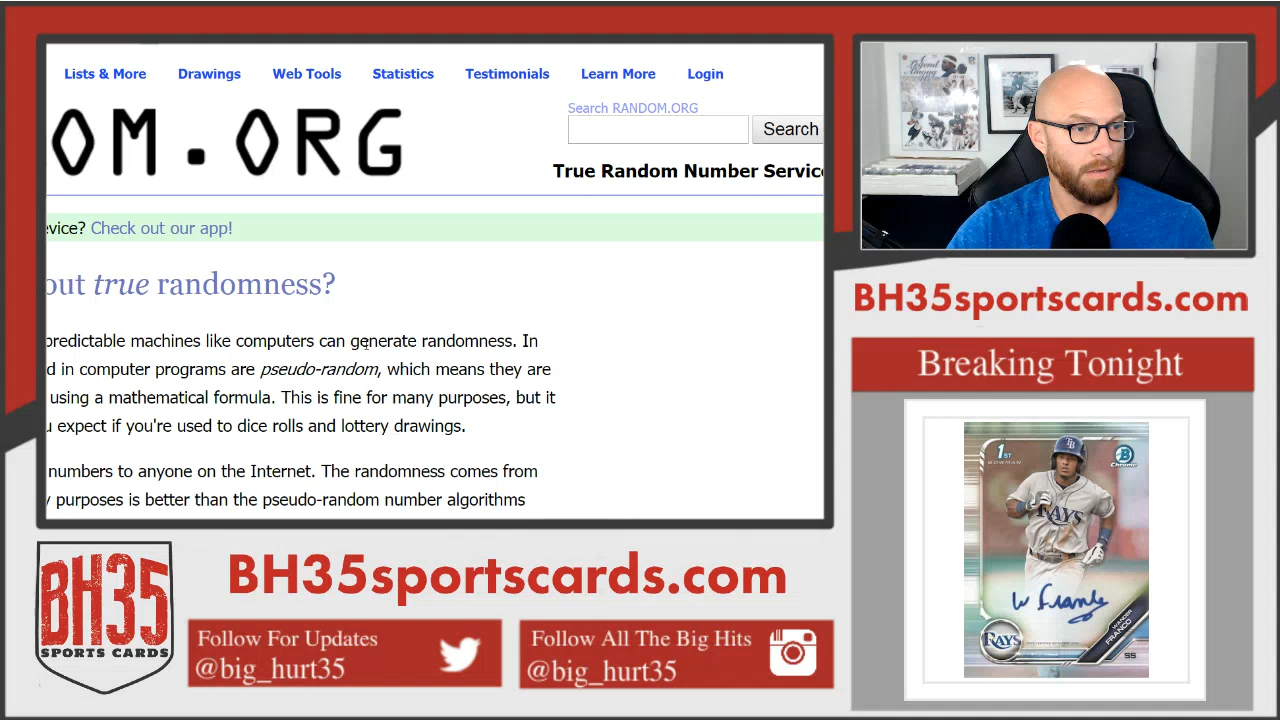 Lists & More Drawings Web Tools Statistics Testimonials Learn More Login
OM.ORG
Search RANDOM.ORG
Search
True Random Number Servic
evice? Check out our app!
out true randomness?
predictable machines like computers can generate randomness. In
d in computer programs are pseudo-random, which means they are
using a mathematical formula. This is fine for many purposes, but it
u expect if you're used to dice rolls and lottery drawings.
numbers to anyone on the Internet. The randomness comes from
y purposes is better than the pseudo-random number algorithms
BH35sportscards.com
Breaking Tonight
1ST
BOWMAN
B
Chrome
RAYS
W Franco
RAYS
WANDER
FRANCO
SS
BH35
SPORTS CARDS
BH35sportscards.com
Follow For Updates
@big_hurt35
Follow All The Big Hits
@big_hurt35